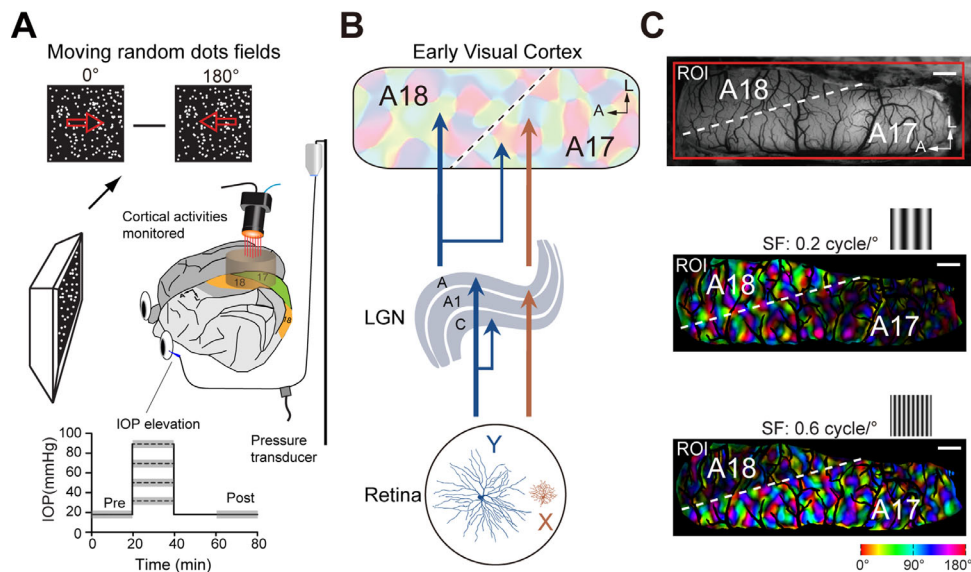 A
Moving random dots fields
0°
180°
Cortical activities
monitored
17
18
18
IOP elevation
Pressure
transducer
IOP(mmHg)
100
80
60
40
20
0
Pre
Post
0
20
40
60
80
Time (min)
B
Early Visual Cortex
A18
L
A
A17
A
A1
C
LGN
Y
Retina
X
C
ROI
A18
A17
L
A
SF: 0.2 cycle/°
ROI
A18
A17
SF: 0.6 cycle/°
ROI
A18
A17
0°
90°
180°